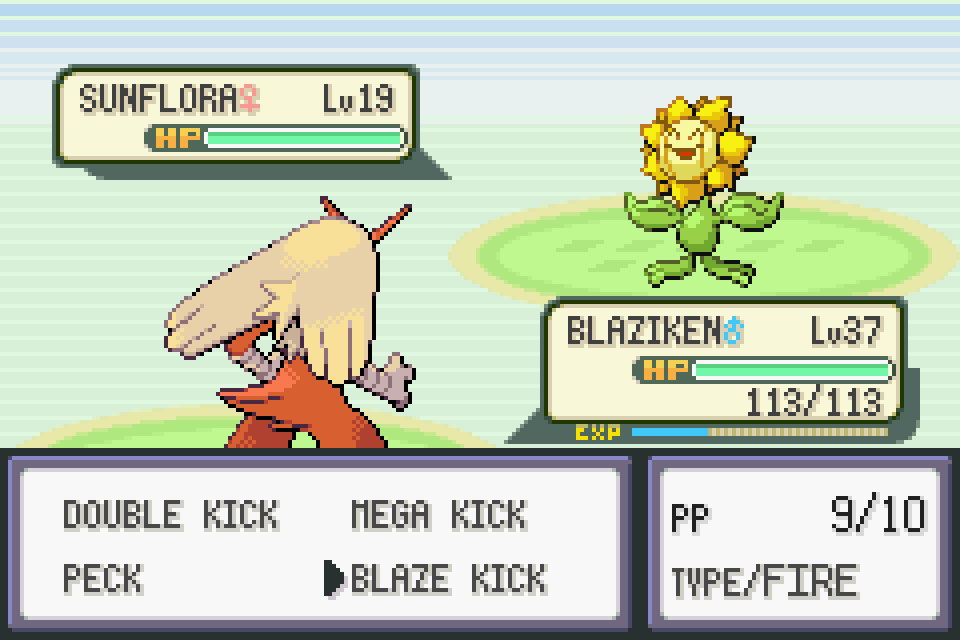 SUNFLORA♀ Lv19
HP
BLAZIKEN♂ Lv37
HP
113/113
EXP
DOUBLE KICK MEGA KICK
PECK ▶BLAZE KICK
PP 9/10
TYPE/FIRE